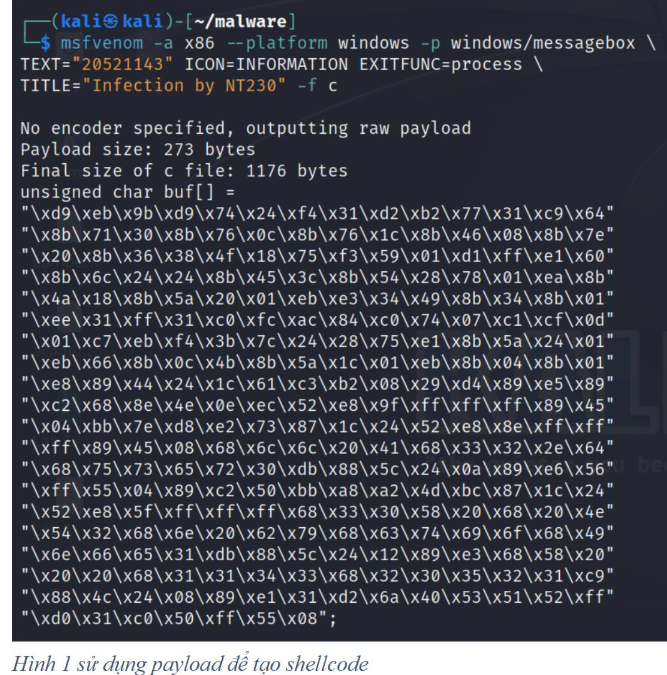 (kali㉿kali)-[~/malware]
$ msfvenom -a x86 --platform windows -p windows/messagebox \
TEXT="20521143" ICON=INFORMATION EXITFUNC=process \
TITLE="Infection by NT230" -f c
No encoder specified, outputting raw payload
Payload size: 273 bytes
Final size of c file: 1176 bytes
unsigned char buf[] =
"\xd9\xeb\x9b\xd9\x74\x24\xf4\x31\xd2\xb2\x77\x31\xc9\x64"
"\x8b\x71\x30\x8b\x76\x0c\x8b\x76\x1c\x8b\x46\x08\x8b\x7e"
"\x20\x8b\x36\x38\x4f\x18\x75\xf3\x59\x01\xd1\xff\xe1\x60"
"\x8b\x6c\x24\x24\x8b\x45\x3c\x8b\x54\x28\x78\x01\xea\x8b"
"\x4a\x18\x8b\x5a\x20\x01\xeb\xe3\x34\x49\x8b\x34\x8b\x01"
"\xee\x31\xff\x31\xc0\xfc\xac\x84\xc0\x74\x07\xc1\xcf\x0d"
"\x01\xc7\xeb\xf4\x3b\x7c\x24\x28\x75\xe1\x8b\x5a\x24\x01"
"\xeb\x66\x8b\x0c\x4b\x8b\x5a\x1c\x01\xeb\x8b\x04\x8b\x01"
"\xe8\x89\x44\x24\x1c\x61\xc3\xb2\x08\x29\xd4\x89\xe5\x89"
"\xc2\x68\x8e\x4e\x0e\xec\x52\xe8\x9f\xff\xff\xff\x89\x45"
"\x04\xbb\x7e\xd8\xe2\x73\x87\x1c\x24\x52\xe8\x8e\xff\xff"
"\xff\x89\x45\x08\x68\x6c\x6c\x20\x41\x68\x33\x32\x2e\x64"
"\x68\x75\x73\x65\x72\x30\xdb\x88\x5c\x24\x0a\x89\xe6\x56"
"\xff\x55\x04\x89\xc2\x50\xbb\xa8\xa2\x4d\xbc\x87\x1c\x24"
"\x52\xe8\x5f\xff\xff\xff\x68\x33\x30\x58\x20\x68\x20\x4e"
"\x54\x32\x68\x6e\x20\x62\x79\x68\x63\x74\x69\x6f\x68\x49"
"\x6e\x66\x65\x31\xdb\x88\x5c\x24\x12\x89\xe3\x68\x58\x20"
"\x20\x20\x68\x31\x31\x34\x33\x68\x32\x30\x35\x32\x31\xc9"
"\x88\x4c\x24\x08\x89\xe1\x31\xd2\x6a\x40\x53\x51\x52\xff"
"\xd0\x31\xc0\x50\xff\x55\x08";
Hình 1 sử dụng payload để tạo shellcode